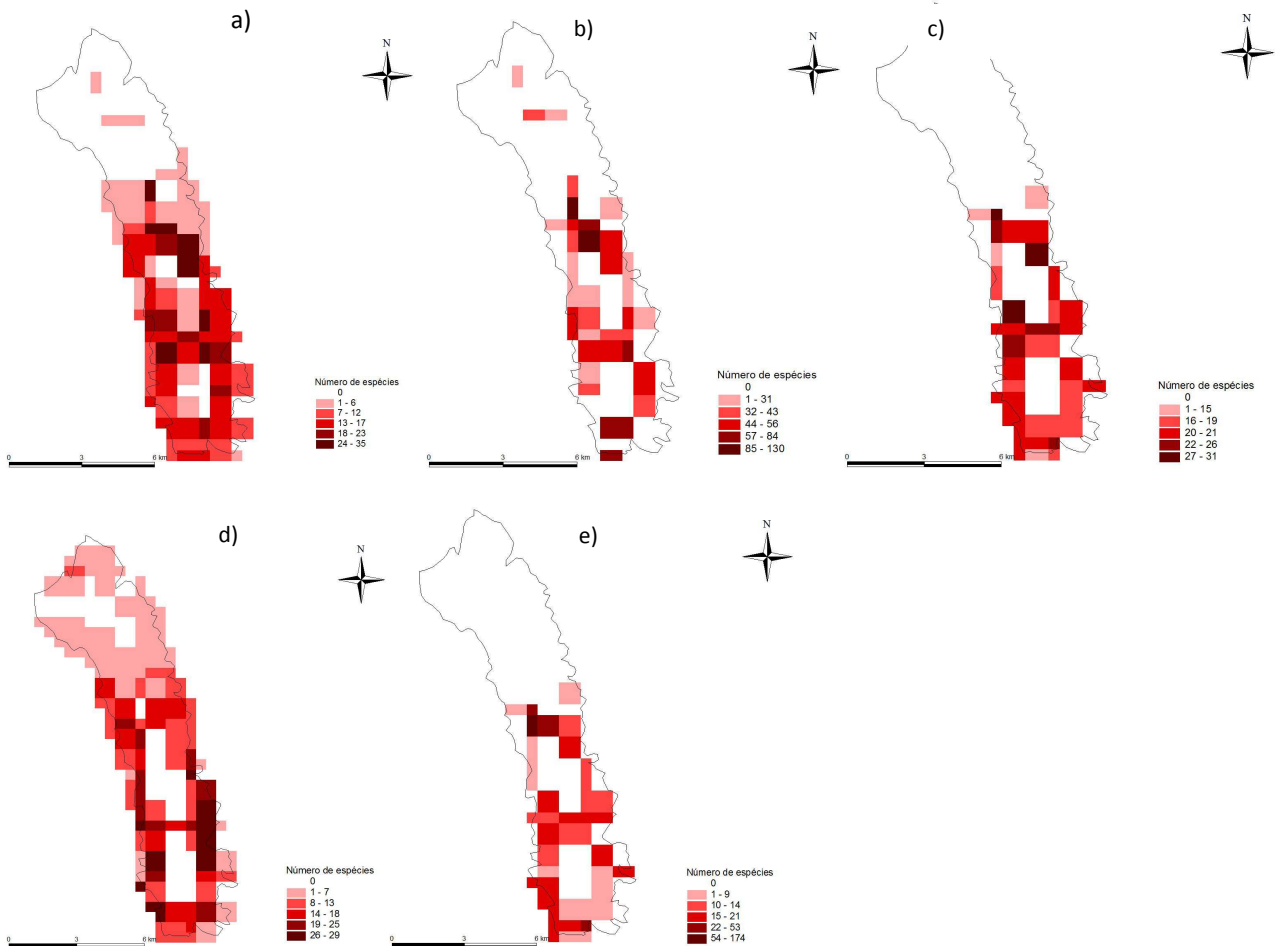 a)
N
Número de espécies
0
1 - 6
7 - 12
13 - 17
18 - 23
24 - 35
0 3 6 km
b)
N
Número de espécies
0
1 - 31
32 - 43
44 - 56
57 - 84
85 - 130
0 3 6 km
c)
N
Número de espécies
0
1 - 15
16 - 19
20 - 21
22 - 26
27 - 31
0 3 6 km
d)
N
Número de espécies
0
1 - 7
8 - 13
14 - 18
19 - 25
26 - 29
0 3 6 km
e)
N
Número de espécies
0
1 - 9
10 - 14
15 - 21
22 - 53
54 - 174
0 3 6 km